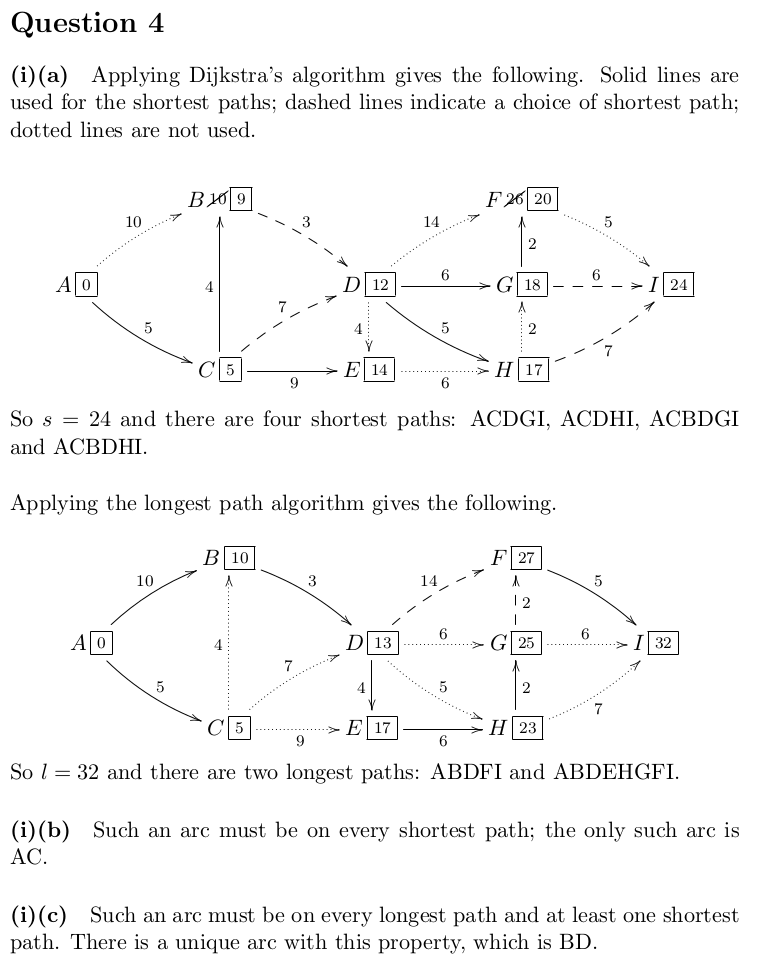 Question 4
(i)(a) Applying Dijkstra's algorithm gives the following. Solid lines are
used for the shortest paths; dashed lines indicate a choice of shortest path;
dotted lines are not used.
B 10 9
F 26 20
10
3
14
5
2
A 0
4
7
D 12
6
G 18
6
I 24
5
4
5
2
7
C 5
9
E 14
6
H 17
So s = 24 and there are four shortest paths: ACDGI, ACDHI, ACBDGI
and ACBDHI.
Applying the longest path algorithm gives the following.
B 10
F 27
10
3
14
5
2
A 0
4
7
D 13
6
G 25
6
I 32
5
4
5
2
7
C 5
9
E 17
6
H 23
So l = 32 and there are two longest paths: ABDFI and ABDEHGFI.
(i)(b) Such an arc must be on every shortest path; the only such arc is
AC.
(i)(c) Such an arc must be on every longest path and at least one shortest
path. There is a unique arc with this property, which is BD.